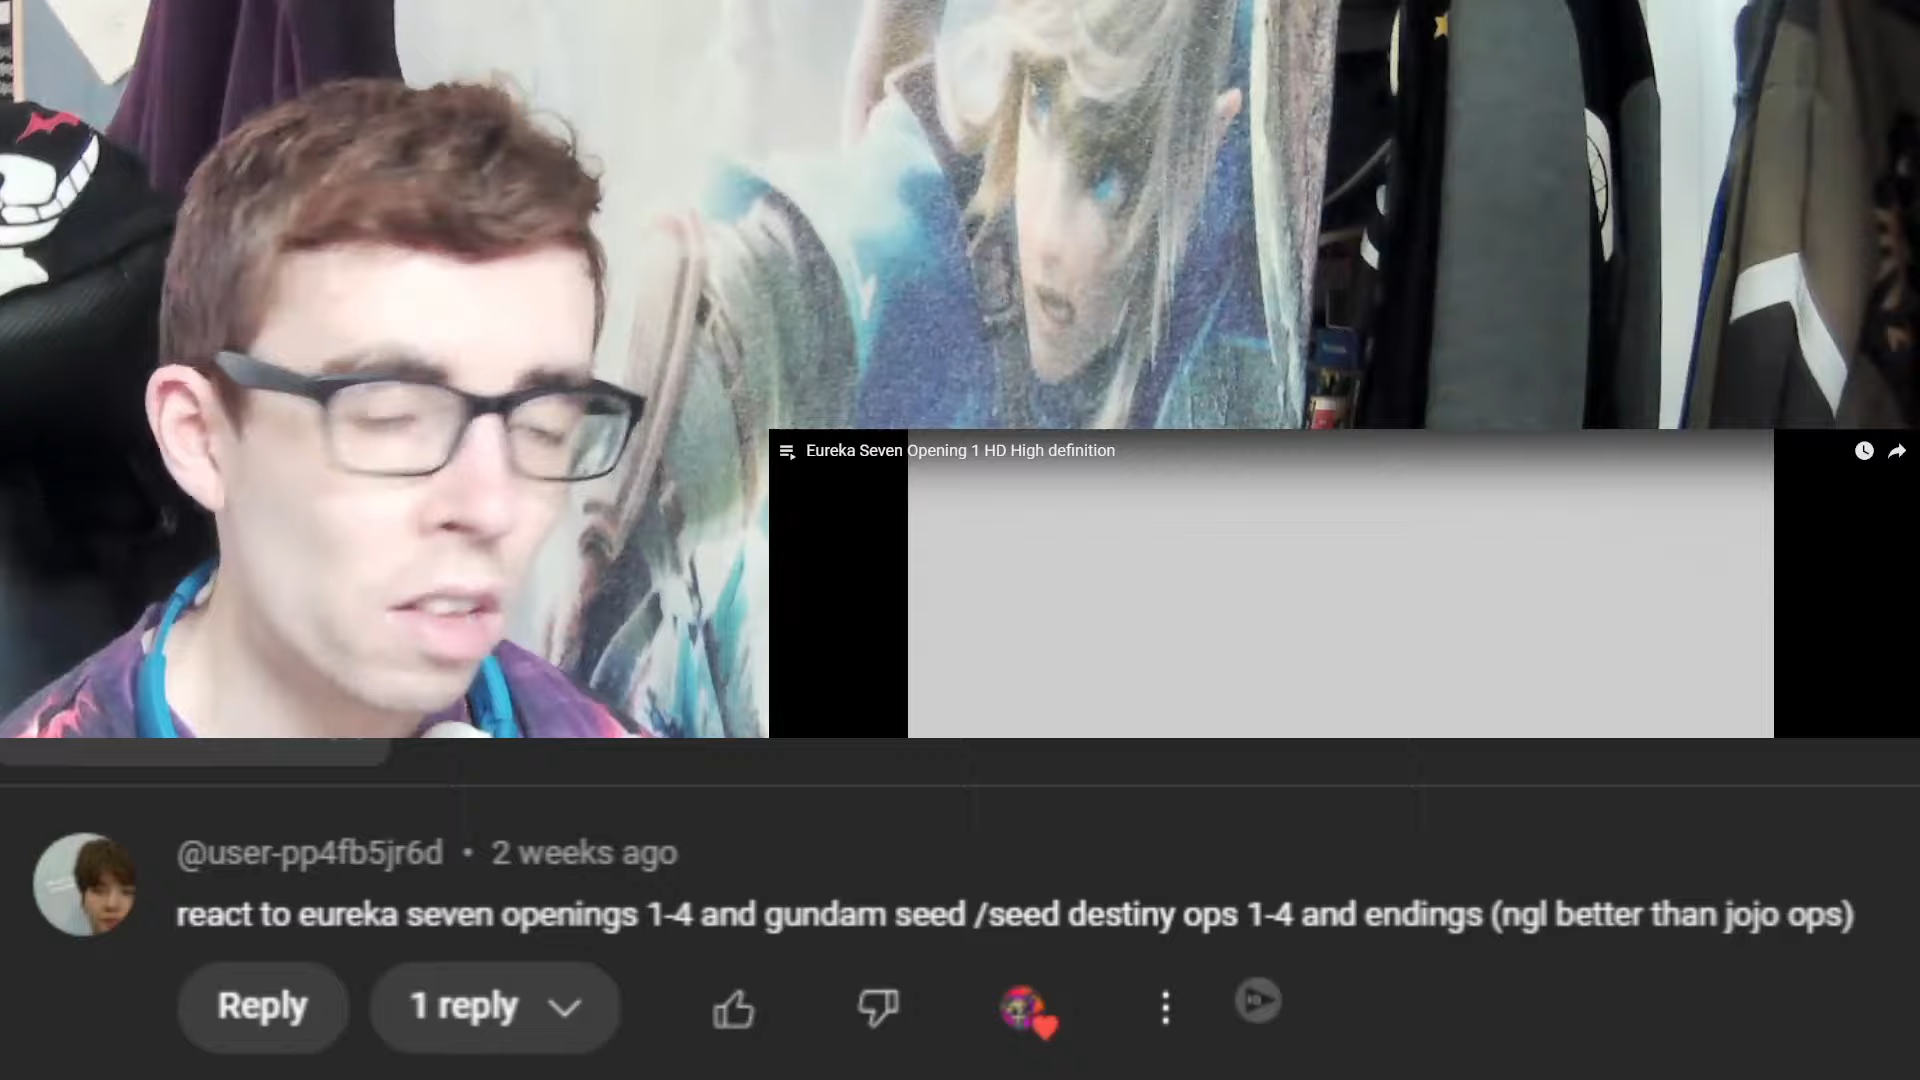 Eureka Seven Opening 1 HD High definition
@user-pp4fb5jr6d • 2 weeks ago
react to eureka seven openings 1-4 and gundam seed /seed destiny ops 1-4 and endings (ngl better than jojo ops)
Reply
1 reply